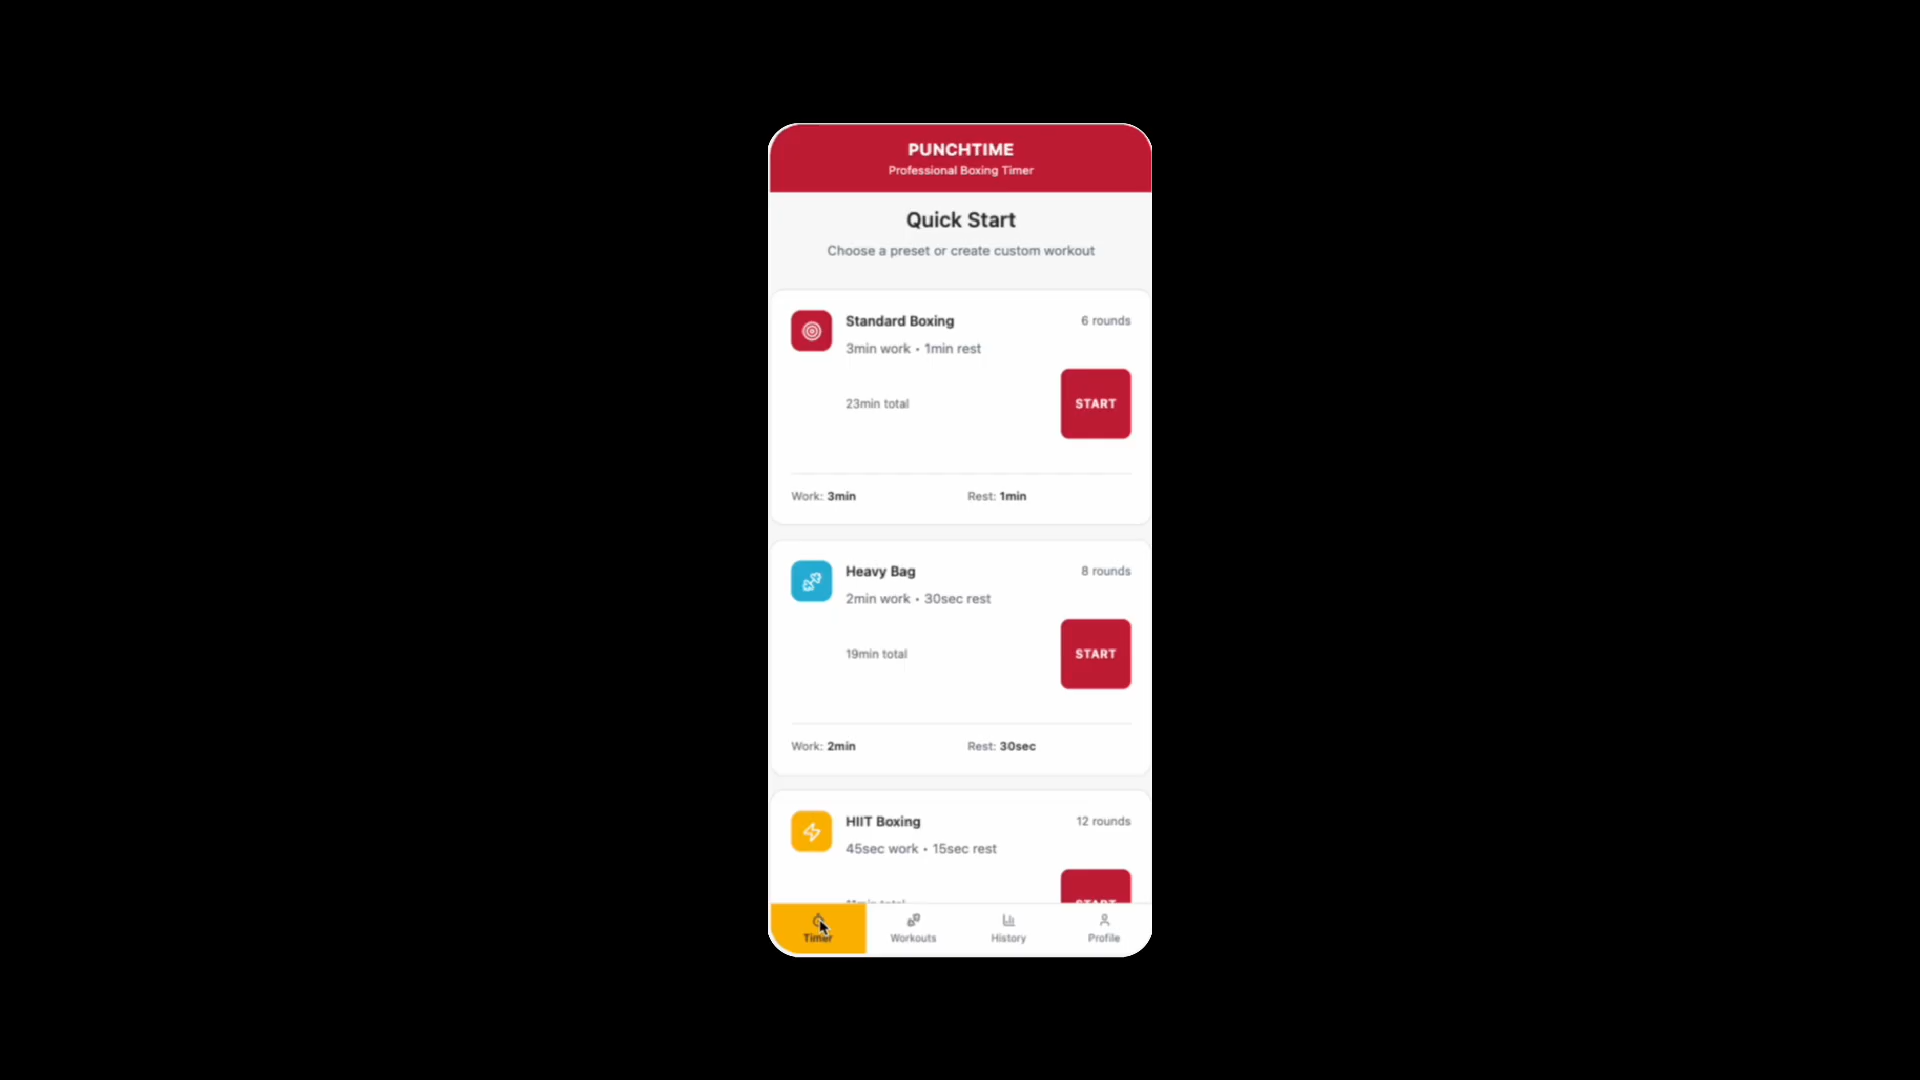 PUNCHTIME
Professional Boxing Timer
Quick Start
Choose a preset or create custom workout
Standard Boxing
6 rounds
3min work • 1min rest
23min total
START
Work: 3min
Rest: 1min
Heavy Bag
8 rounds
2min work • 30sec rest
19min total
START
Work: 2min
Rest: 30sec
HIIT Boxing
12 rounds
45sec work • 15sec rest
total
START
Timer
Workouts
History
Profile